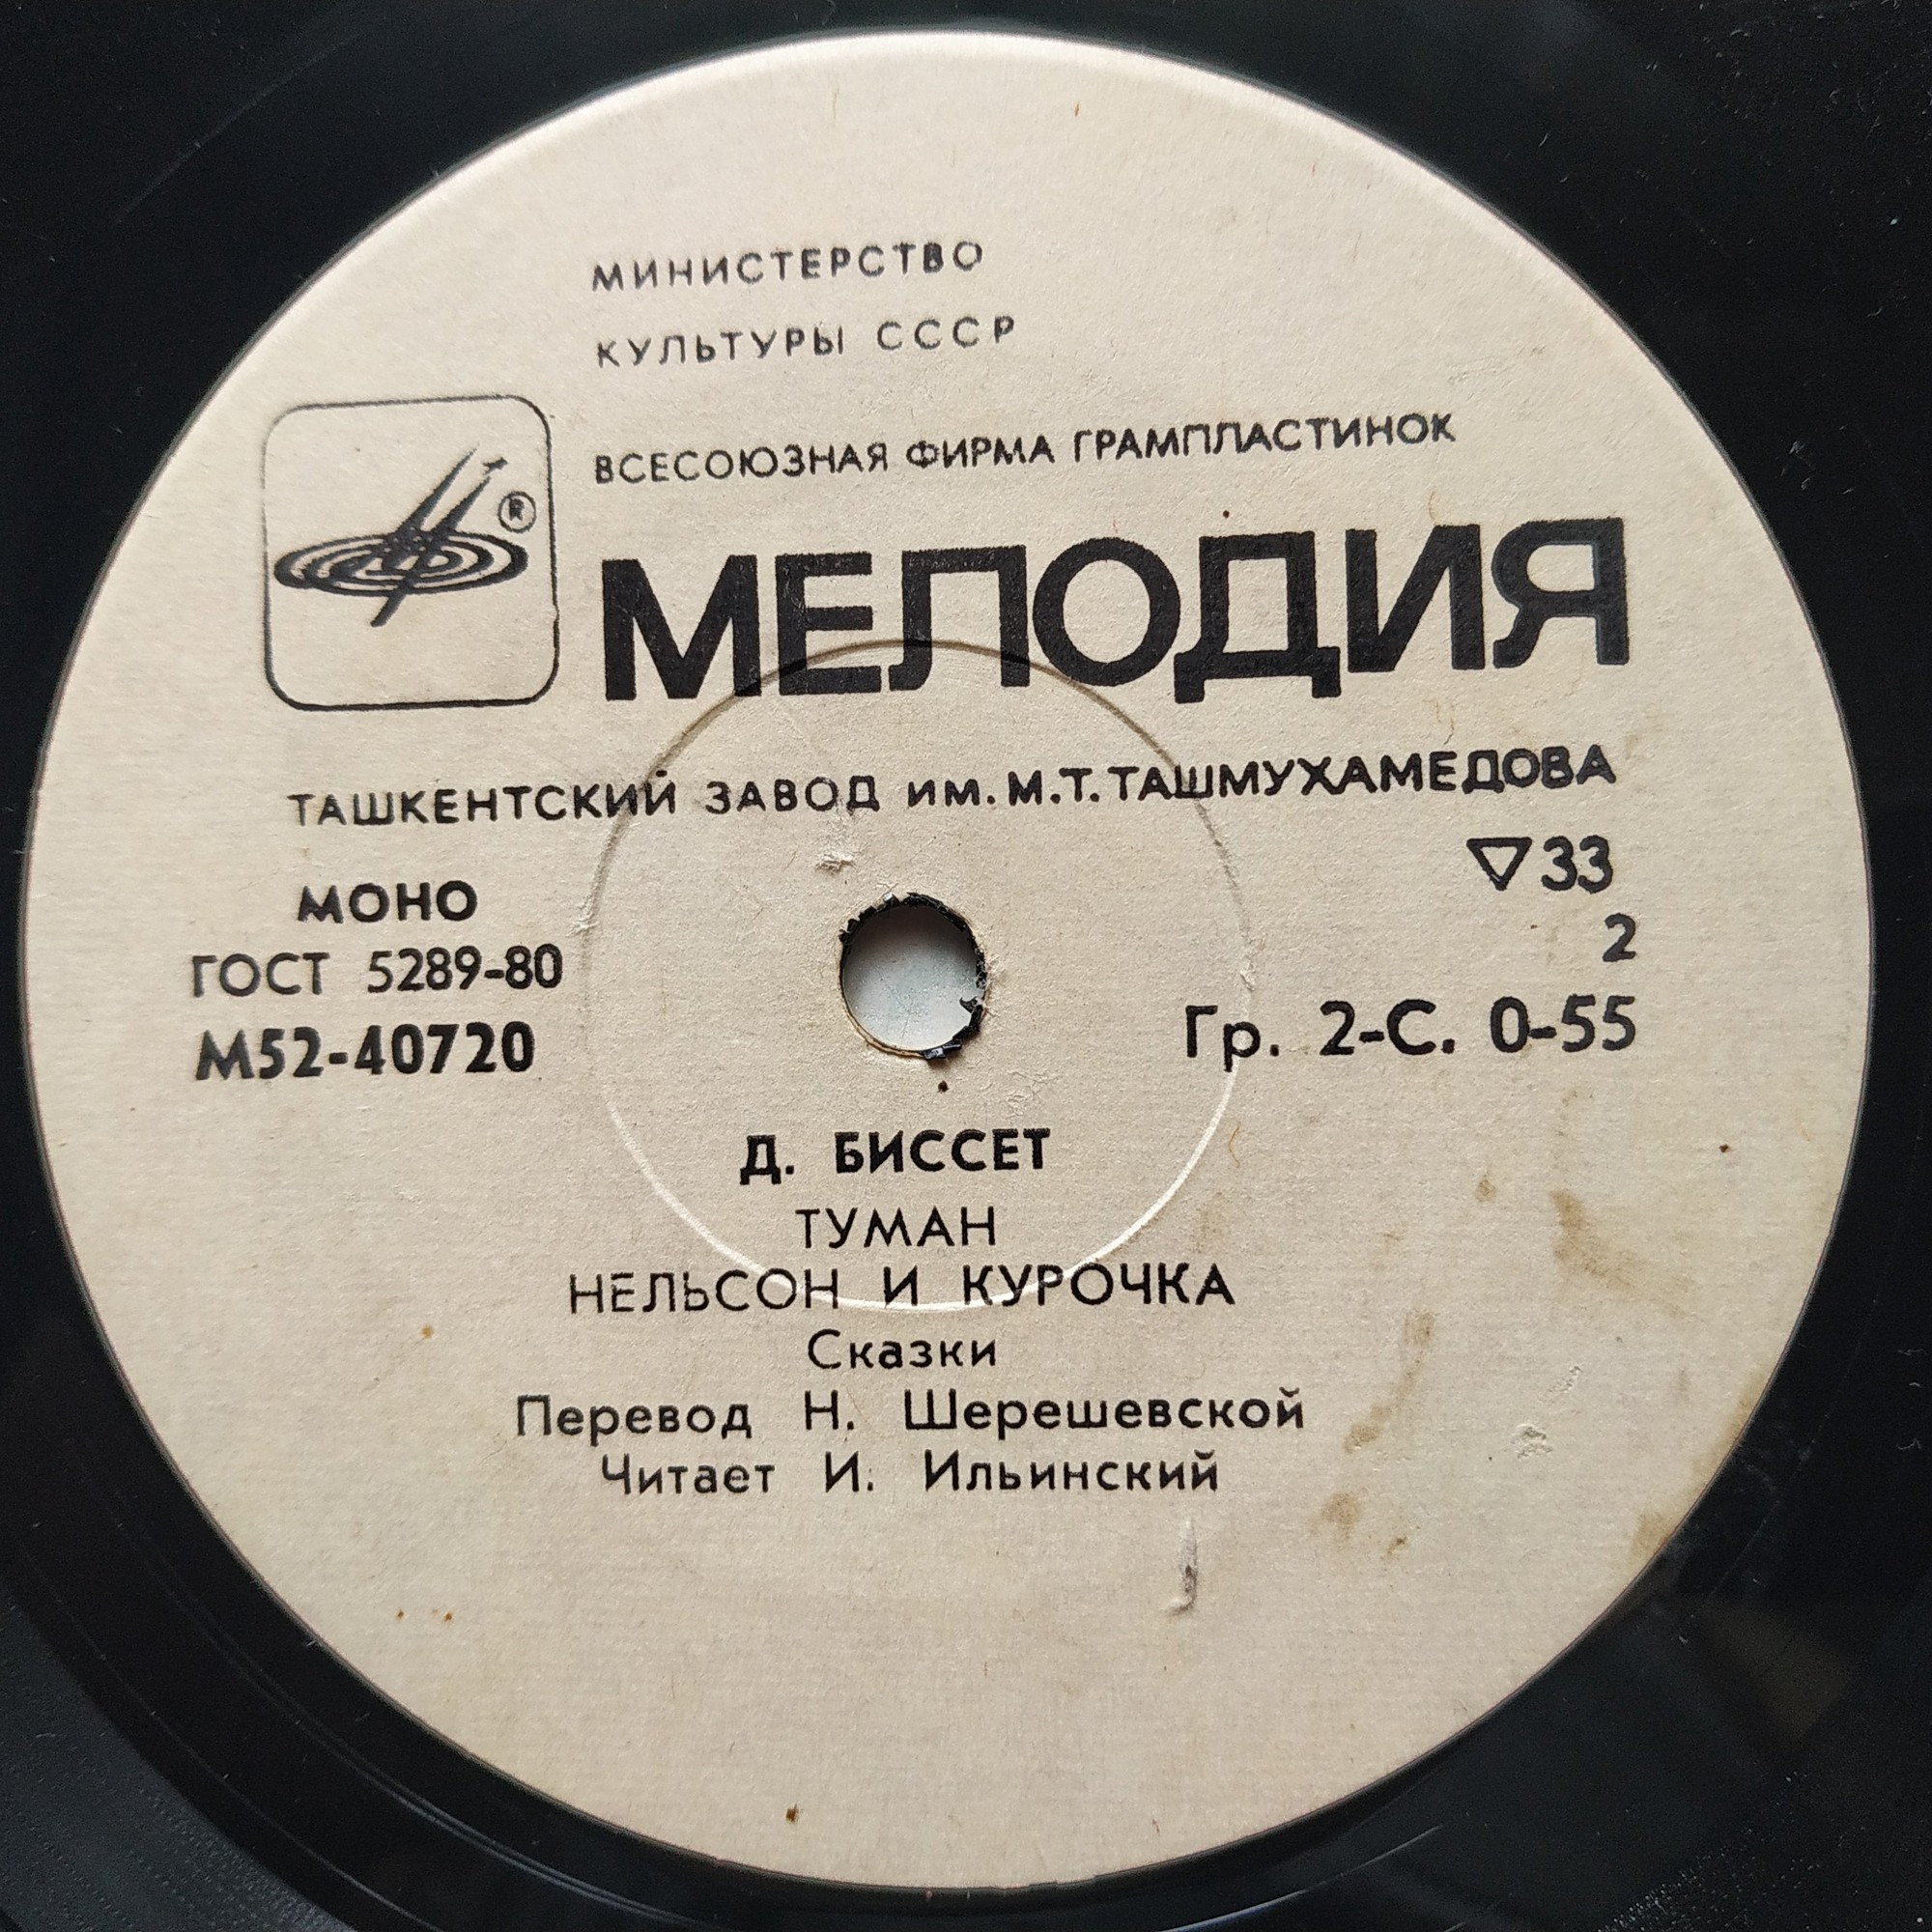 МИНИСТЕРСТВО
КУЛЬТУРЫ СССР
ВСЕСОЮЗНАЯ ФИРМА ГРАМПЛАСТИНОК
®
МЕЛОДИЯ
ТАШКЕНТСКИЙ ЗАВОД ИМ. М.Т. ТАШМУХАМЕДОВА
▽33
МОНО
2
ГОСТ 5289-80
М52-40720
Гр. 2-С. 0-55
Д. БИССЕТ
ТУМАН
НЕЛЬСОН И КУРОЧКА
Сказки
Перевод Н. Шерешевской
Читает И. Ильинский